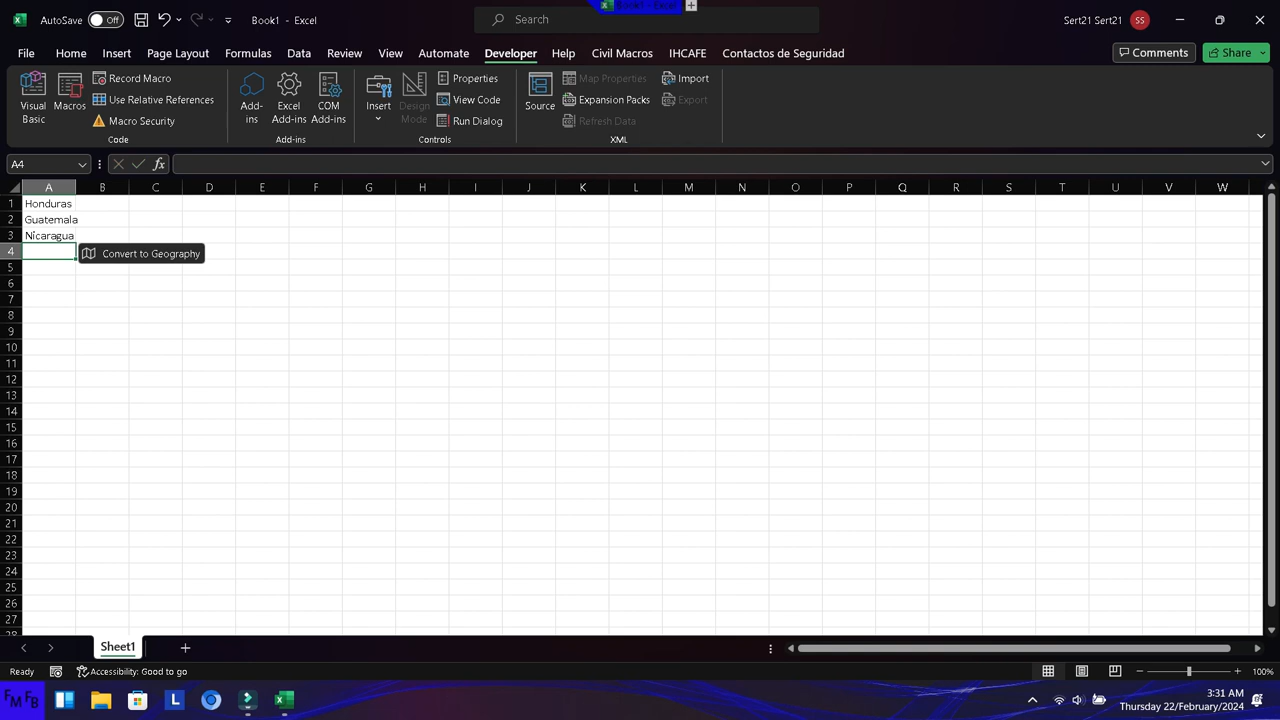 Book1 - Excel
AutoSave Off Book1 - Excel Search Sert21 Sert21 SS
File Home Insert Page Layout Formulas Data Review View Automate Developer Help Civil Macros IHCAFE Contactos de Seguridad Comments Share
Visual Basic
Macros
Record Macro
Use Relative References
Macro Security
Code
Add-ins
Excel Add-ins
COM Add-ins
Add-ins
Insert
Design Mode
Properties
View Code
Run Dialog
Controls
Source
Map Properties
Expansion Packs
Refresh Data
Import
Export
XML
A4 fx
A B C D E F G H I J K L M N O P Q R S T U V W
1 Honduras
2 Guatemala
3 Nicaragua
4 Convert to Geography
5
6
7
8
9
10
11
12
13
14
15
16
17
18
19
20
21
22
23
24
25
26
27
28
Sheet1
Ready Accessibility: Good to go 100%
FM FB L 3:31 AM
Thursday 22/February/2024